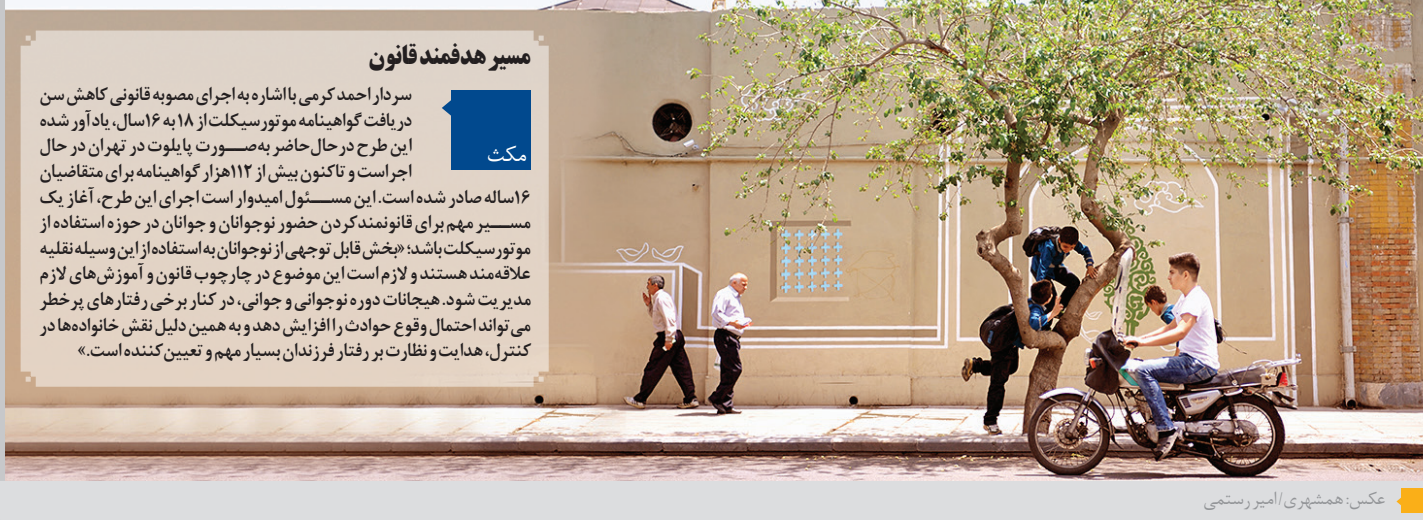 مسیر هدفمند قانون
مکث
سردار احمد کرمی با اشاره به اجرای مصوبه قانونی کاهش سن
دریافت گواهینامه موتورسیکلت از ۱۸ به ۱۶سال، یادآور شده
این طرح در حال حاضر به‌صورت پایلوت در تهران در حال
اجراست و تاکنون بیش از ۱۱۲هزار گواهینامه برای متقاضیان
۱۶ساله صادر شده است. این مسئول امیدوار است اجرای این طرح، آغاز یک
مسیر مهم برای قانونمند کردن حضور نوجوانان و جوانان در حوزه استفاده از
موتورسیکلت باشد؛ «بخش قابل توجهی از نوجوانان به استفاده از این وسیله نقلیه
علاقه‌مند هستند و لازم است این موضوع در چارچوب قانون و آموزش‌های لازم
مدیریت شود. هیجانات دوره نوجوانی و جوانی، در کنار برخی رفتارهای پرخطر
می‌تواند احتمال وقوع حوادث را افزایش دهد و به همین دلیل نقش خانواده‌ها در
کنترل، هدایت و نظارت بر رفتار فرزندان بسیار مهم و تعیین‌کننده است.»
عکس: همشهری/ امیر رستمی